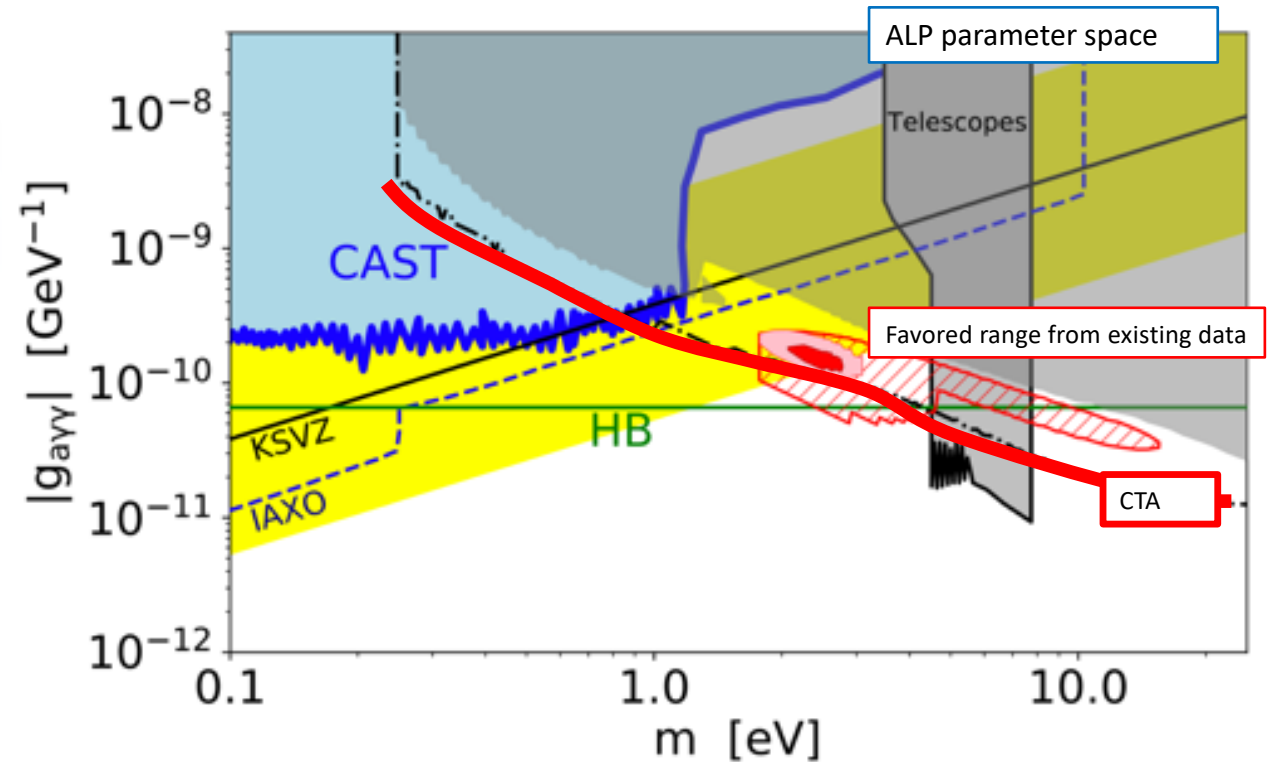 ALP parameter space
10⁻⁸
Telescopes
10⁻⁹
CAST
Favored range from existing data
10⁻¹⁰
HB
KSVZ
IAXO
CTA
10⁻¹¹
10⁻¹²
|gₐᵧᵧ| [GeV⁻¹]
0.1 1.0 10.0
m [eV]